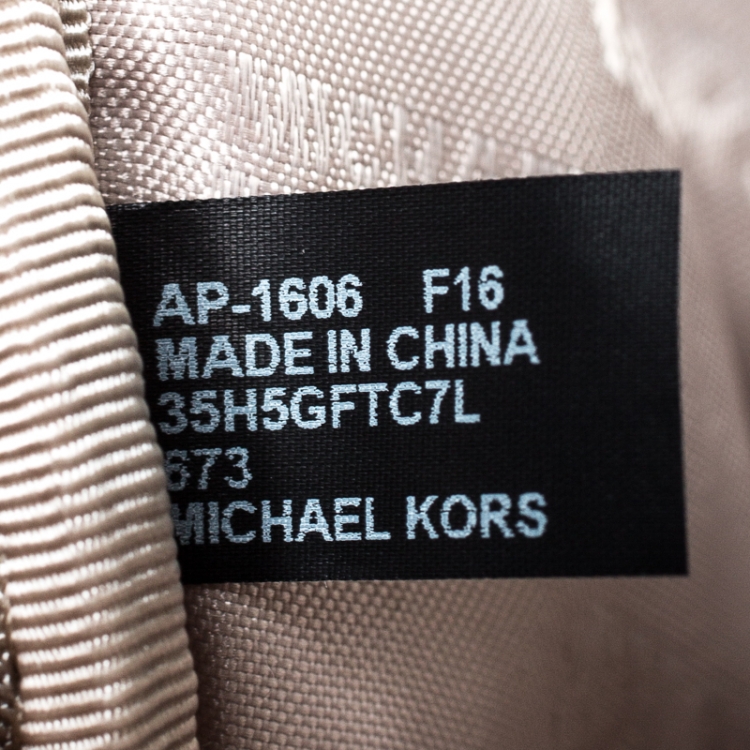 AP-1606 F16
MADE IN CHINA
35H5GFTC7L
673
MICHAEL KORS